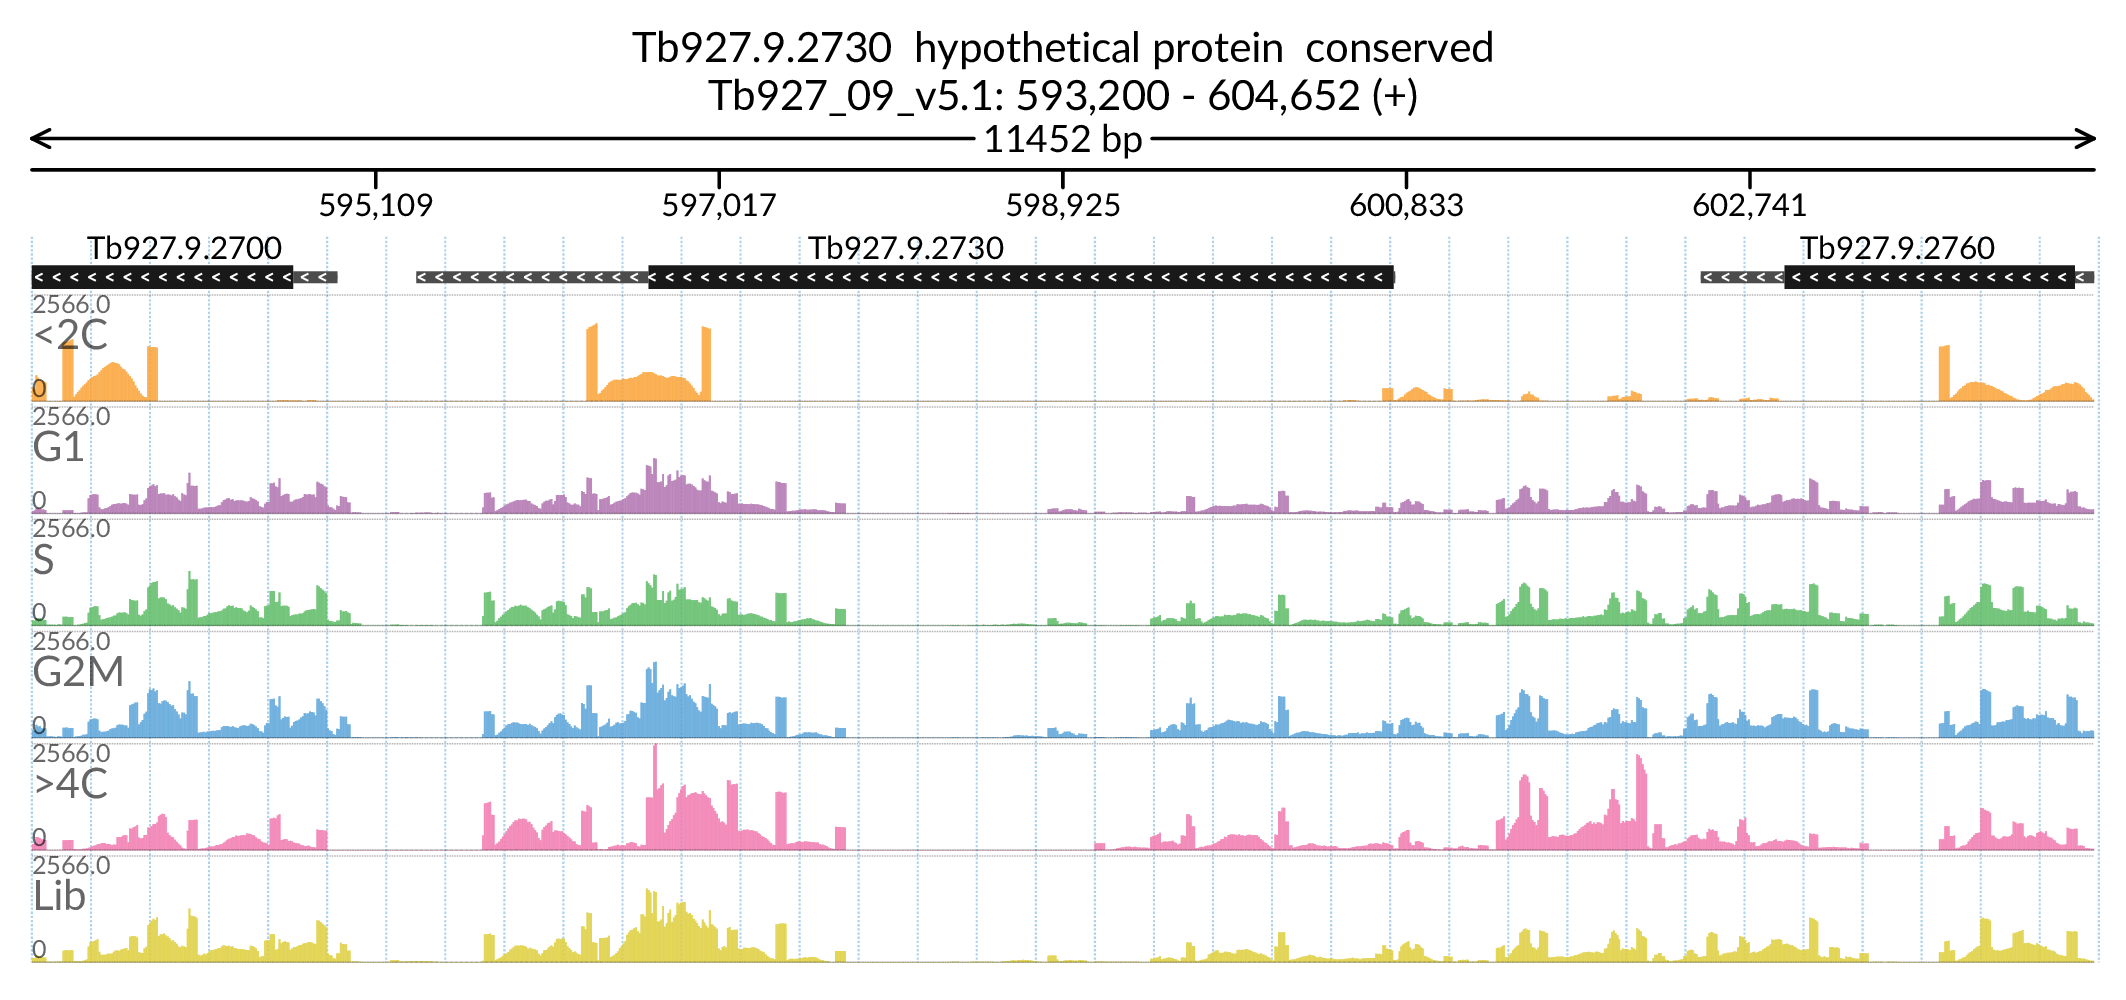 Tb927.9.2730 hypothetical protein conserved
Tb927_09_v5.1: 593,200 - 604,652 (+)
11452 bp
595,109 597,017 598,925 600,833 602,741
Tb927.9.2700 Tb927.9.2730 Tb927.9.2760
2566.0
<2C
0
2566.0
G1
0
2566.0
S
0
2566.0
G2M
0
2566.0
>4C
0
2566.0
Lib
0